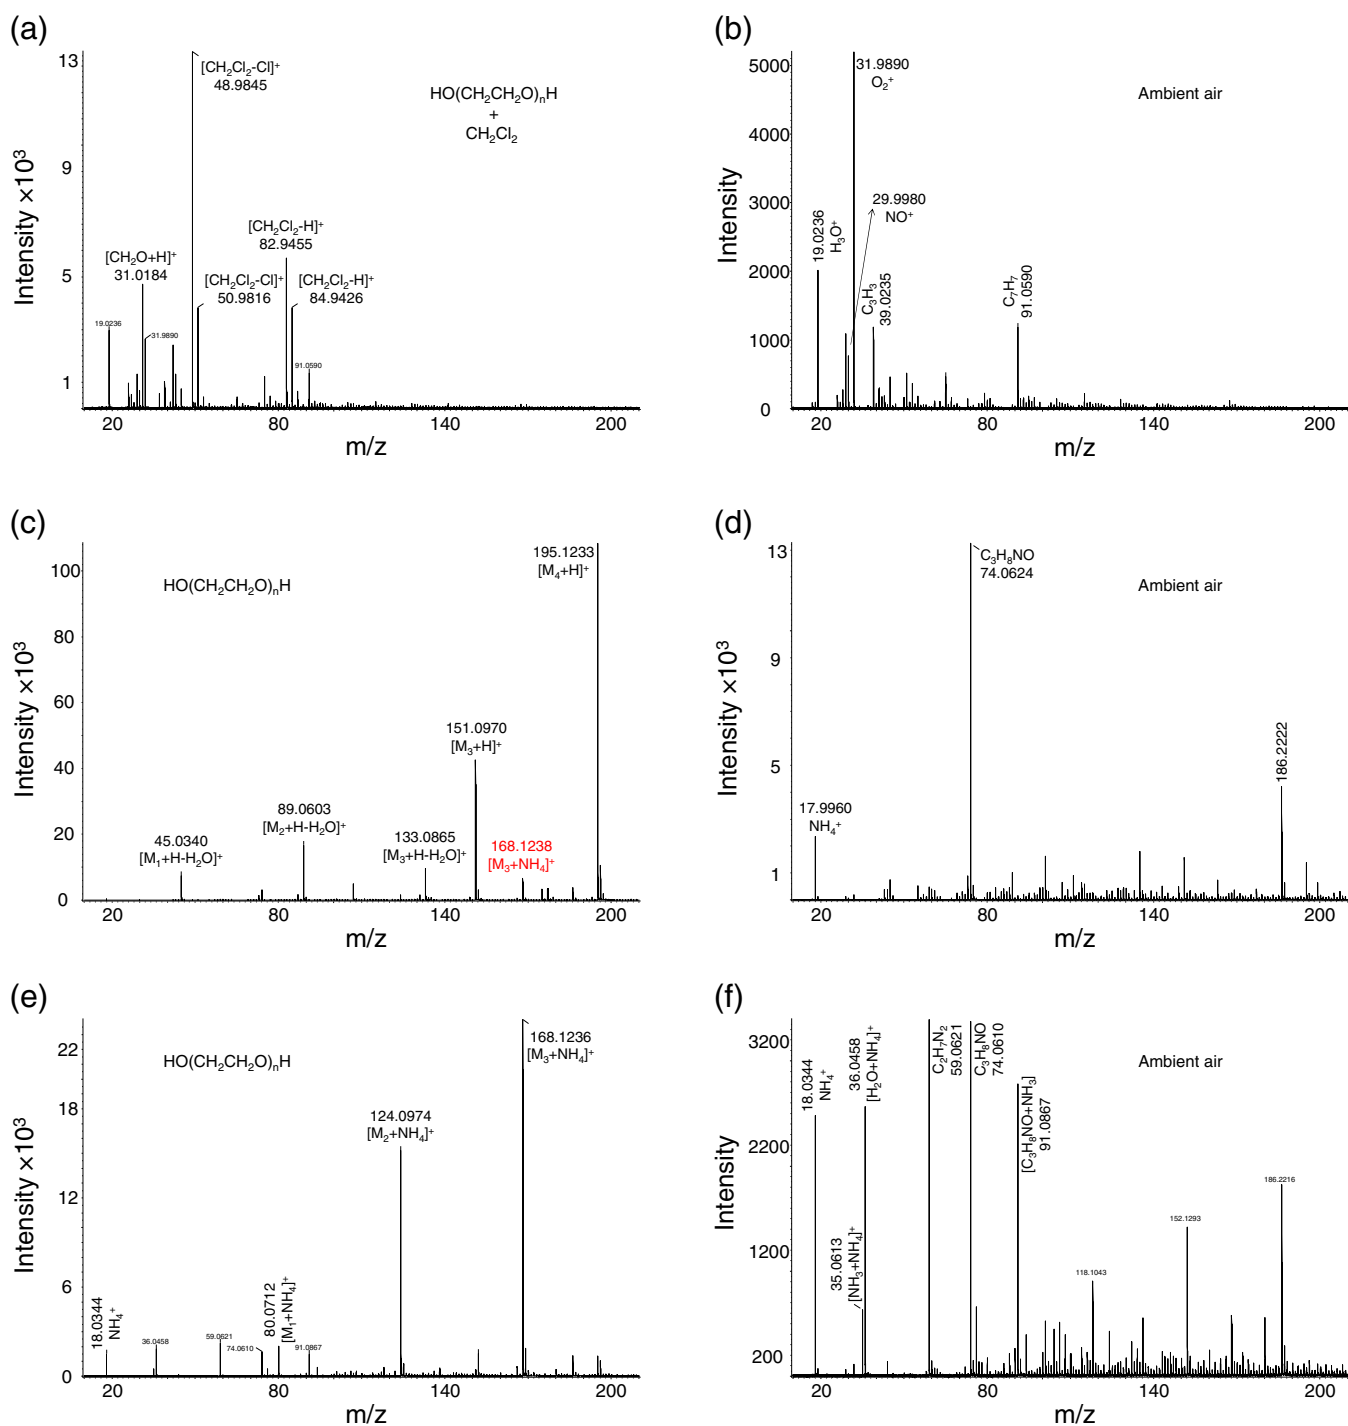 (a)
13
9
5
1
Intensity ×10³
[CH₂Cl₂-Cl]⁺
48.9845
HO(CH₂CH₂O)ₙH
+
CH₂Cl₂
[CH₂Cl₂-H]⁺
82.9455
[CH₂O+H]⁺
31.0184
[CH₂Cl₂-Cl]⁺
50.9816
[CH₂Cl₂-H]⁺
84.9426
19.0236
31.9890
91.0590
20 80 140 200
m/z
(b)
5000
4000
3000
2000
1000
0
Intensity
31.9890
O₂⁺
Ambient air
29.9980
NO⁺
19.0236
H₃O⁺
C₃H₃
39.0235
C₇H₇
91.0590
20 80 140 200
m/z
(c)
100
80
60
40
20
0
Intensity ×10³
195.1233
[M₄+H]⁺
HO(CH₂CH₂O)ₙH
151.0970
[M₃+H]⁺
89.0603
[M₂+H-H₂O]⁺
45.0340
[M₁+H-H₂O]⁺
133.0865
[M₃+H-H₂O]⁺
168.1238
[M₃+NH₄]⁺
20 80 140 200
m/z
(d)
13
9
5
1
Intensity ×10³
C₃H₈NO
74.0624
Ambient air
186.2222
17.9960
NH₄⁺
20 80 140 200
m/z
(e)
22
18
12
6
0
Intensity ×10³
168.1236
[M₃+NH₄]⁺
HO(CH₂CH₂O)ₙH
124.0974
[M₂+NH₄]⁺
18.0344
NH₄⁺
36.0458
59.0621
74.0610
80.0712
[M₁+NH₄]⁺
91.0867
20 80 140 200
m/z
(f)
3200
2200
1200
200
Intensity
18.0344
NH₄⁺
36.0458
[H₂O+NH₄]⁺
C₂H₇N₂
59.0621
C₃H₈NO
74.0610
[C₃H₈NO+NH₃]
91.0867
Ambient air
35.0613
[NH₃+NH₄]⁺
118.1043
152.1293
186.2216
20 80 140 200
m/z